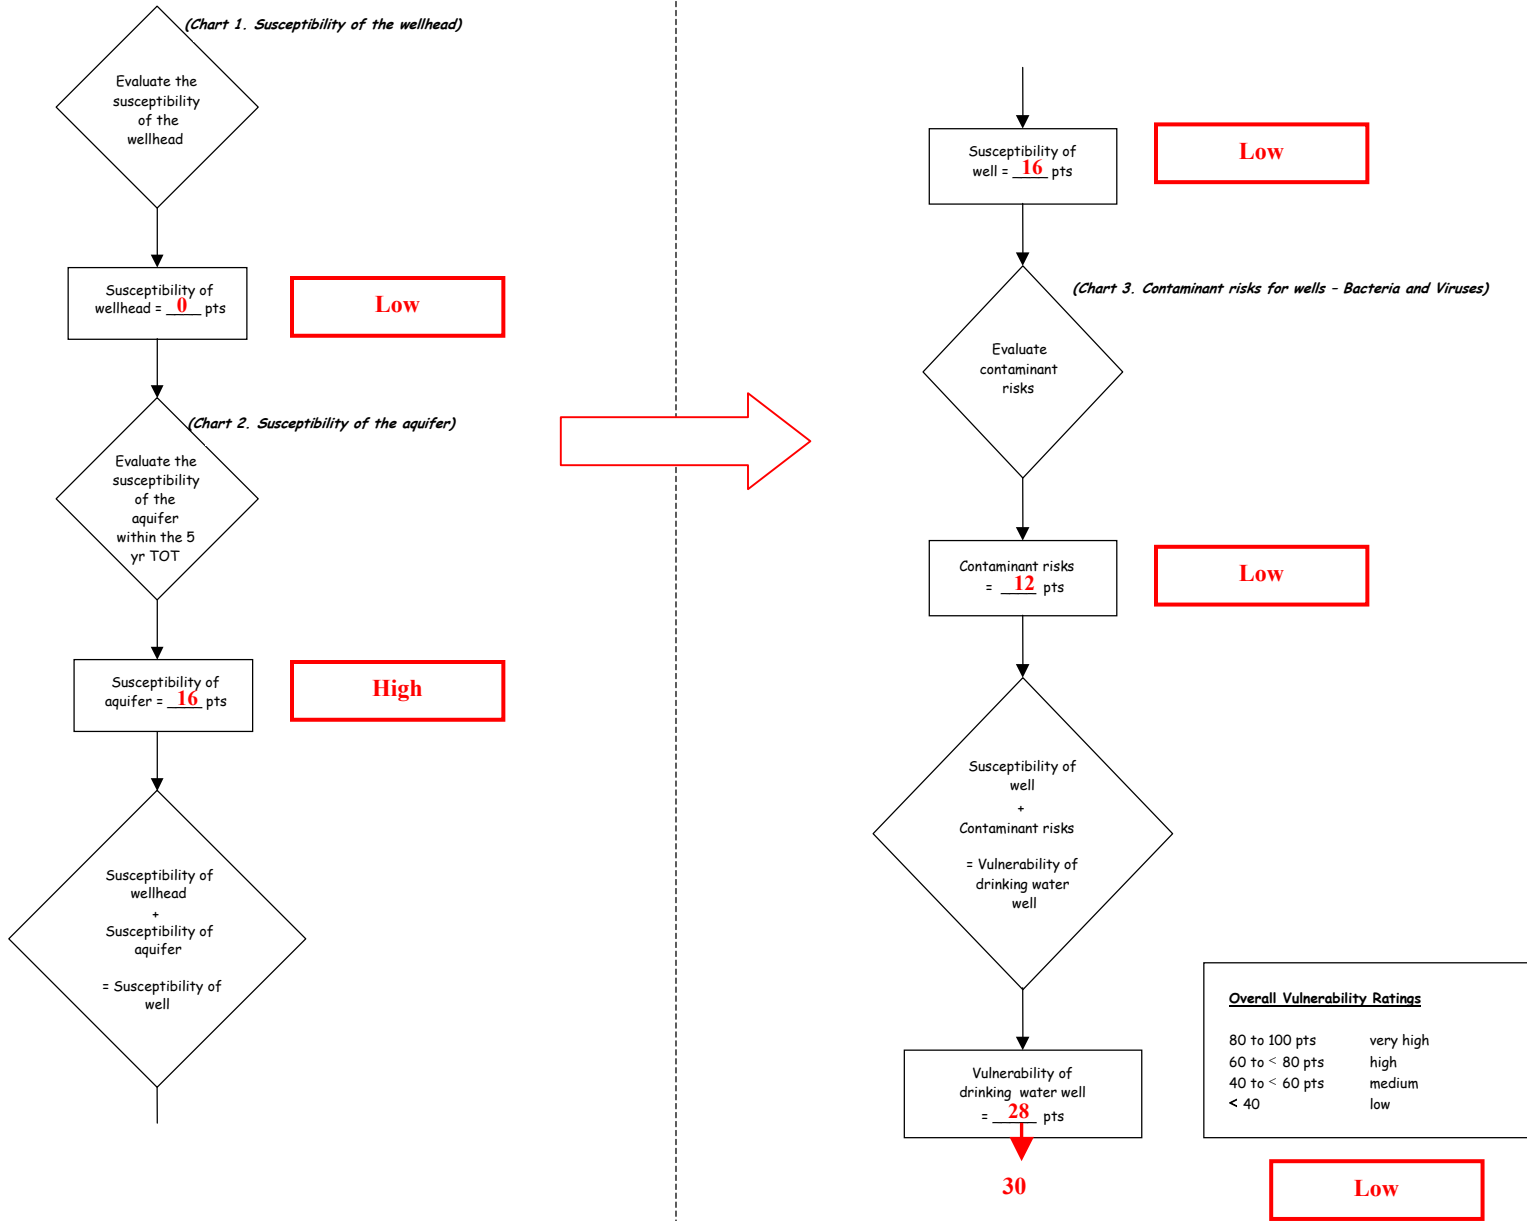 (Chart 1. Susceptibility of the wellhead)
Evaluate the
susceptibility
of the
wellhead
Susceptibility of
wellhead = 0 pts
Low
(Chart 2. Susceptibility of the aquifer)
Evaluate the
susceptibility
of the
aquifer
within the 5
yr TOT
Susceptibility of
aquifer = 16 pts
High
Susceptibility of
wellhead
+
Susceptibility of
aquifer
= Susceptibility of
well
Susceptibility of
well = 16 pts
Low
(Chart 3. Contaminant risks for wells – Bacteria and Viruses)
Evaluate
contaminant
risks
Contaminant risks
= 12 pts
Low
Susceptibility of
well
+
Contaminant risks
= Vulnerability of
drinking water
well
Vulnerability of
drinking water well
= 28 pts
30
Overall Vulnerability Ratings
80 to 100 pts very high
60 to < 80 pts high
40 to < 60 pts medium
< 40 low
Low